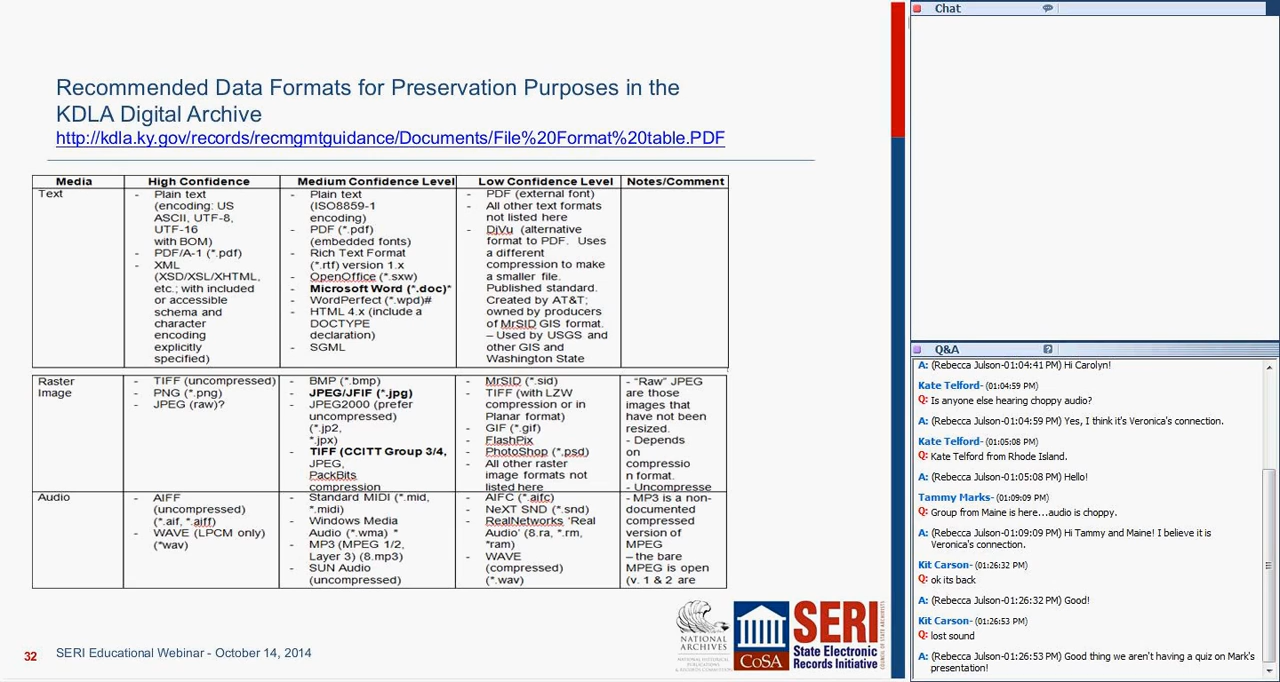 Recommended Data Formats for Preservation Purposes in the
KDLA Digital Archive
http://kdla.ky.gov/records/recmgmtguidance/Documents/File%20Format%20table.PDF
Media
High Confidence
Medium Confidence Level
Low Confidence Level
Notes/Comment
Text
- Plain text
(encoding: US
ASCII, UTF-8,
UTF-16
with BOM)
- PDF/A-1 (*.pdf)
- XML
(XSD/XSL/XHTML,
etc.; with included
or accessible
schema and
character
encoding
explicitly
specified)
- Plain text
(ISO8859-1
encoding)
- PDF (*.pdf)
(embedded fonts)
- Rich Text Format
(*.rtf) version 1.x
- OpenOffice (*.sxw)
- Microsoft Word (*.doc)*
- WordPerfect (*.wpd)#
- HTML 4.x (include a
DOCTYPE
declaration)
- SGML
- PDF (external font)
- All other text formats
not listed here
- DjVu (alternative
format to PDF. Uses
a different
compression to make
a smaller file.
Published standard.
Created by AT&T;
owned by producers
of MrSID GIS format.
– Used by USGS and
other GIS and
Washington State
Raster
Image
- TIFF (uncompressed)
- PNG (*.png)
- JPEG (raw)?
- BMP (*.bmp)
- JPEG/JFIF (*.jpg)
- JPEG2000 (prefer
uncompressed)
(*.jp2,
*.jpx)
- TIFF (CCITT Group 3/4,
JPEG,
PackBits
compression
- MrSID (*.sid)
- TIFF (with LZW
compression or in
Planar format)
- GIF (*.gif)
- FlashPix
- PhotoShop (*.psd)
- All other raster
image formats not
listed here
- “Raw” JPEG
are those
images that
have not been
resized.
- Depends
on
compressio
n format.
- Uncompresse
Audio
- AIFF
(uncompressed)
(*.aif, *.aiff)
- WAVE (LPCM only)
(*wav)
- Standard MIDI (*.mid,
*.midi)
- Windows Media
Audio (*.wma) *
- MP3 (MPEG 1/2,
Layer 3) (8.mp3)
- SUN Audio
(uncompressed)
- AIFC (*.aifc)
- NeXT SND (*.snd)
- RealNetworks ‘Real
Audio’ (8.ra, *.rm,
*ram)
- WAVE
(compressed)
(*.wav)
- MP3 is a non-
documented
compressed
version of
MPEG
– the bare
MPEG is open
(v. 1 & 2 are
32
SERI Educational Webinar - October 14, 2014
NATIONAL
ARCHIVES
CoSA
SERI
State Electronic
Records Initiative
COUNCIL OF STATE ARCHIVISTS
Chat
Q&A
A: (Rebecca Julson-01:04:41 PM) Hi Carolyn!
Kate Telford- (01:04:59 PM)
Q: Is anyone else hearing choppy audio?
A: (Rebecca Julson-01:04:59 PM) Yes, I think it's Veronica's connection.
Kate Telford- (01:05:08 PM)
Q: Kate Telford from Rhode Island.
A: (Rebecca Julson-01:05:08 PM) Hello!
Tammy Marks- (01:09:09 PM)
Q: Group from Maine is here...audio is choppy.
A: (Rebecca Julson-01:09:09 PM) Hi Tammy and Maine! I believe it is
Veronica's connection.
Kit Carson- (01:26:32 PM)
Q: ok its back
A: (Rebecca Julson-01:26:32 PM) Good!
Kit Carson- (01:26:53 PM)
Q: lost sound
A: (Rebecca Julson-01:26:53 PM) Good thing we aren't having a quiz on Mark's
presentation!